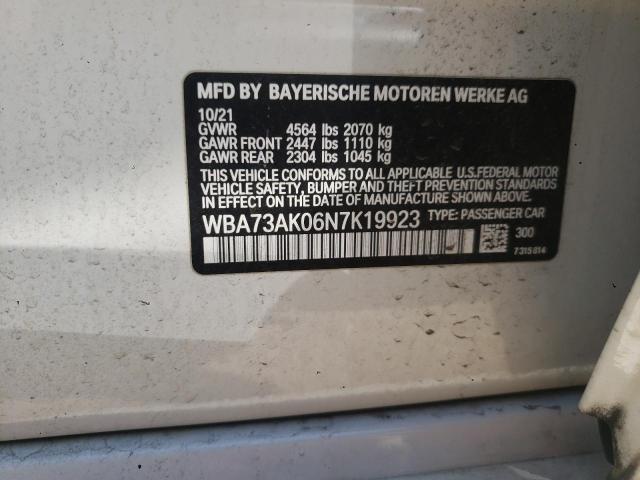 MFD BY BAYERISCHE MOTOREN WERKE AG
10/21
GVWR 4564 lbs 2070 kg
GAWR FRONT 2447 lbs 1110 kg
GAWR REAR 2304 lbs 1045 kg
THIS VEHICLE CONFORMS TO ALL APPLICABLE U.S.FEDERAL MOTOR
VEHICLE SAFETY, BUMPER AND THEFT PREVENTION STANDARDS
IN EFFECT ON THE DATE OF MANUFACTURE SHOWN ABOVE.
WBA73AK06N7K19923 TYPE: PASSENGER CAR
300
7315014